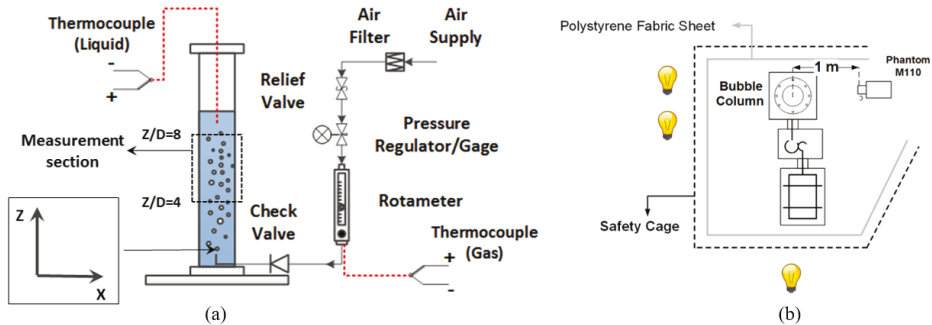 Thermocouple
(Liquid)
-
+
Air
Filter
Air
Supply
Relief
Valve
Z/D=8
Measurement
section
Pressure
Regulator/Gage
Z/D=4
Z
X
Check
Valve
Rotameter
Thermocouple
(Gas)
+
-
(a)
Polystyrene Fabric Sheet
1 m
Phantom
M110
Bubble
Column
Safety Cage
(b)